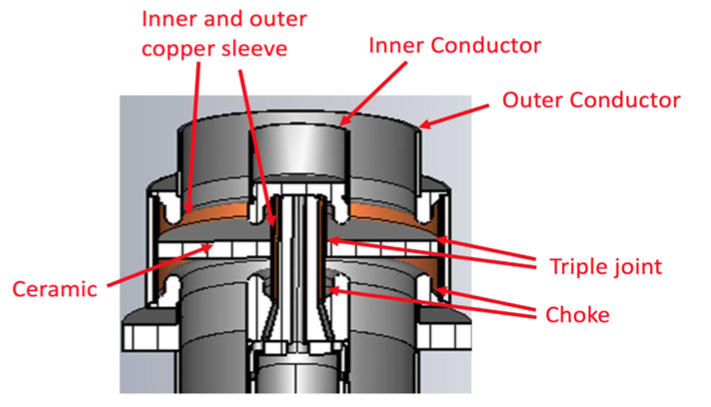 Inner and outer
copper sleeve
Inner Conductor
Outer Conductor
Triple joint
Ceramic
Choke